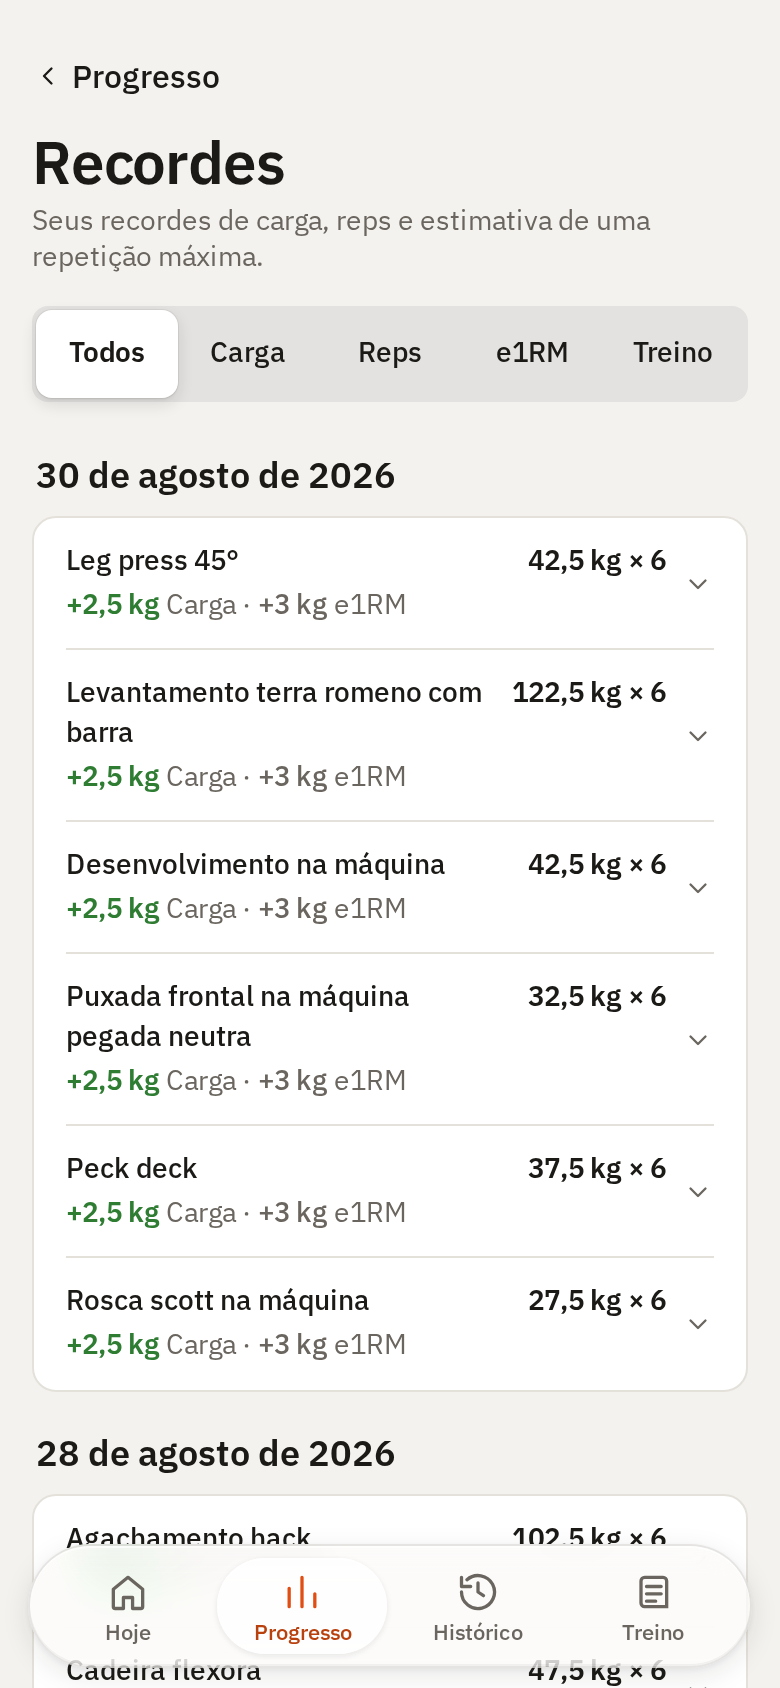 Progresso
Recordes
Seus recordes de carga, reps e estimativa de uma
repetição máxima.
Todos Carga Reps e1RM Treino
30 de agosto de 2026
Leg press 45° 42,5 kg × 6
+2,5 kg Carga · +3 kg e1RM
Levantamento terra romeno com 122,5 kg × 6
barra
+2,5 kg Carga · +3 kg e1RM
Desenvolvimento na máquina 42,5 kg × 6
+2,5 kg Carga · +3 kg e1RM
Puxada frontal na máquina 32,5 kg × 6
pegada neutra
+2,5 kg Carga · +3 kg e1RM
Peck deck 37,5 kg × 6
+2,5 kg Carga · +3 kg e1RM
Rosca scott na máquina 27,5 kg × 6
+2,5 kg Carga · +3 kg e1RM
28 de agosto de 2026
Agachamento back 102,5 kg × 6
Hoje Progresso Histórico Treino
Cadeira flexora 47,5 kg × 6